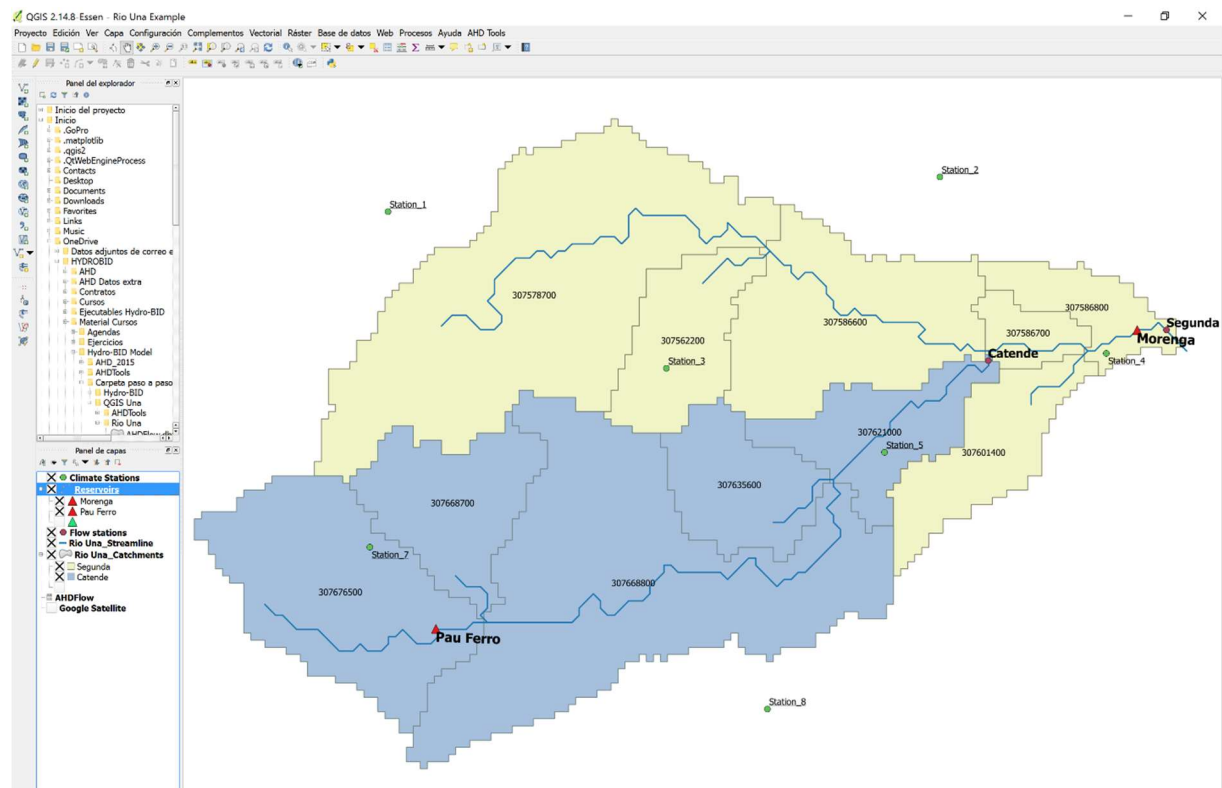 QGIS 2.14.8-Essen - Rio Una Example
Proyecto Edición Ver Capa Configuración Complementos Vectorial Ráster Base de datos Web Procesos Ayuda AHD Tools
Panel del explorador
Inicio del proyecto
Inicio
.GoPro
.matplotlib
.qgis2
.QtWebEngineProcess
Contacts
Desktop
Documents
Downloads
Favorites
Links
Music
OneDrive
Datos adjuntos de correo e
HYDROBID
AHD
AHD Datos extra
Contratos
Cursos
Ejecutables Hydro-BID
Material Cursos
Agendas
Ejercicios
Hydro-BID Model
AHD_2015
AHDTools
Carpeta paso a paso
Hydro-BID
QGIS Una
AHDTools
Rio Una
Panel de capas
Climate Stations
Reservoirs
Morenga
Pau Ferro
Flow stations
Rio Una_Streamline
Rio Una_Catchments
Segunda
Catende
AHDFlow
Google Satellite
Station_2
Station_1
307578700
307586800
307586600
Segunda
307586700
Morenga
307562200
Catende
Station_4
Station_3
307621000
Station_5
307601400
307635600
307668700
Station_7
307668800
307676500
Pau Ferro
Station_8